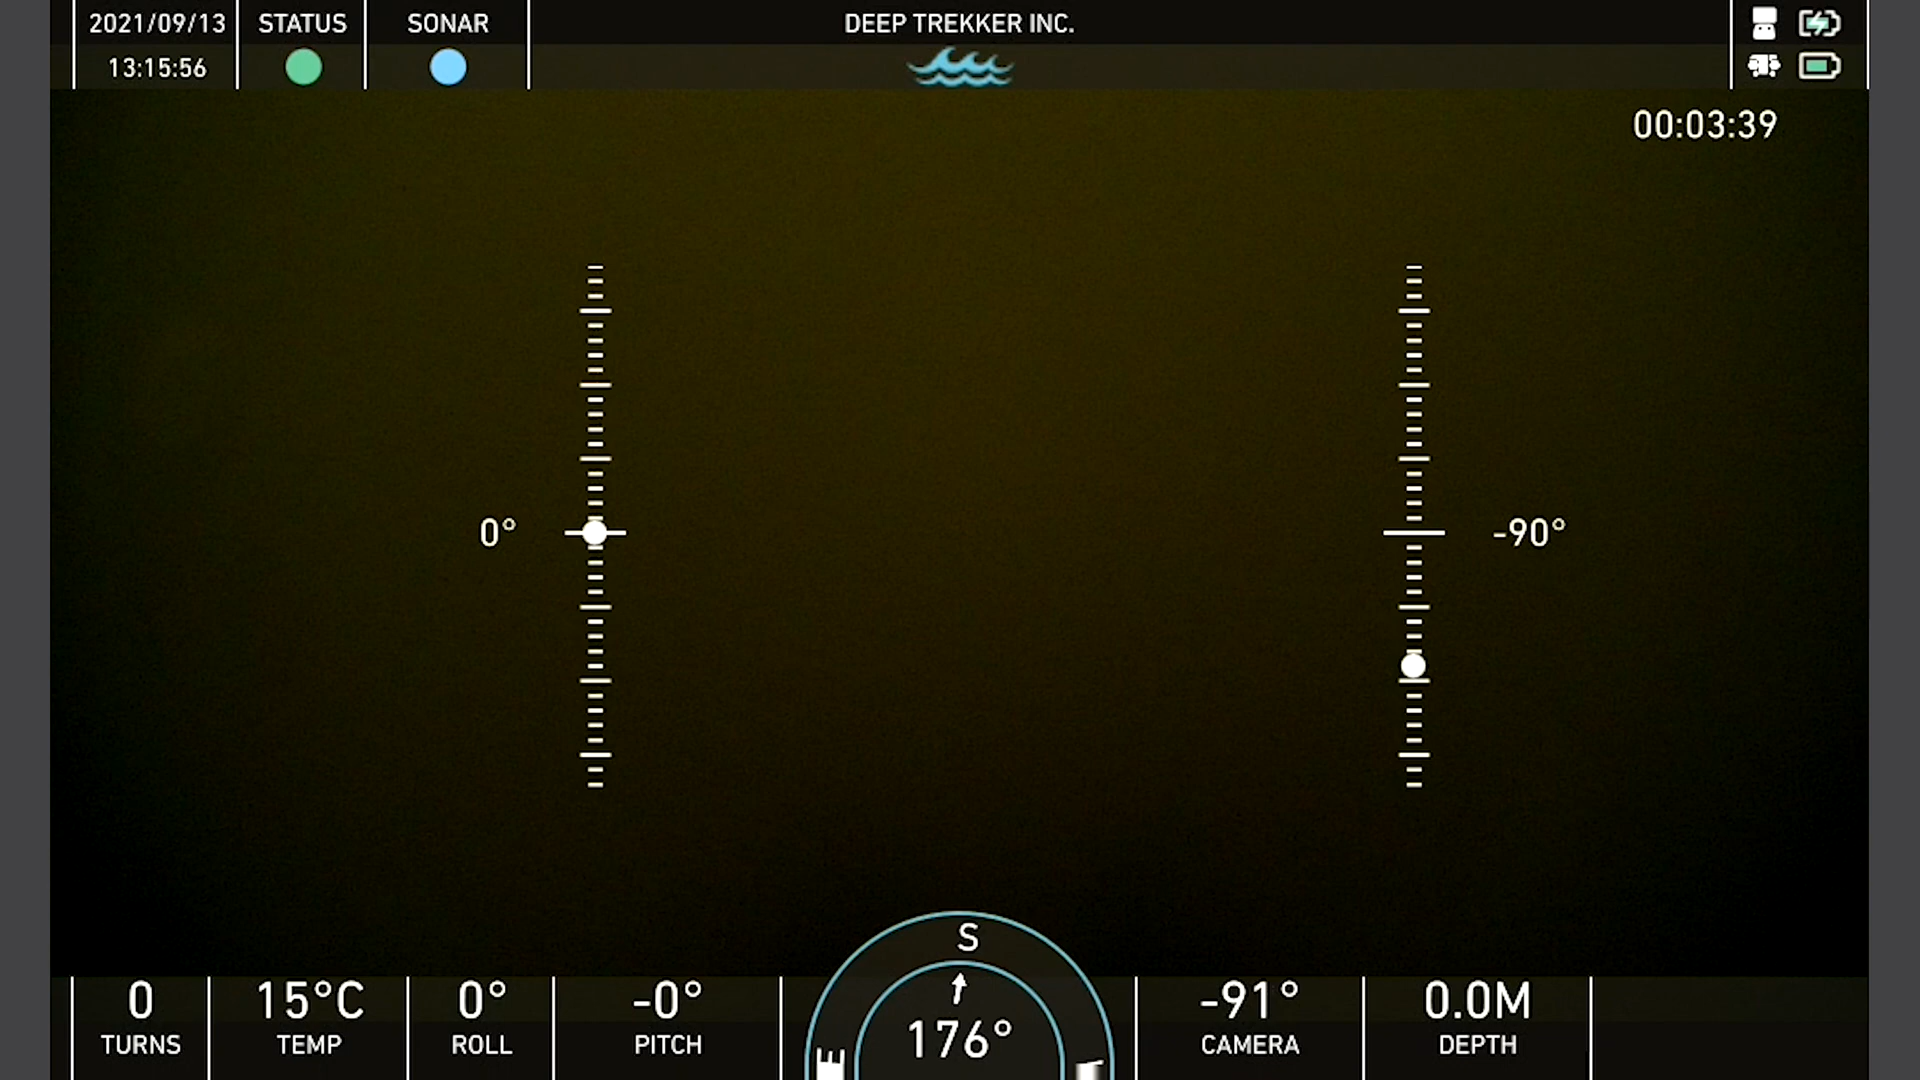 2021/09/13
13:15:56
STATUS
SONAR
DEEP TREKKER INC.
00:03:39
0°
-90°
0
TURNS
15°C
TEMP
0°
ROLL
-0°
PITCH
S
176°
E
-91°
CAMERA
0.0M
DEPTH